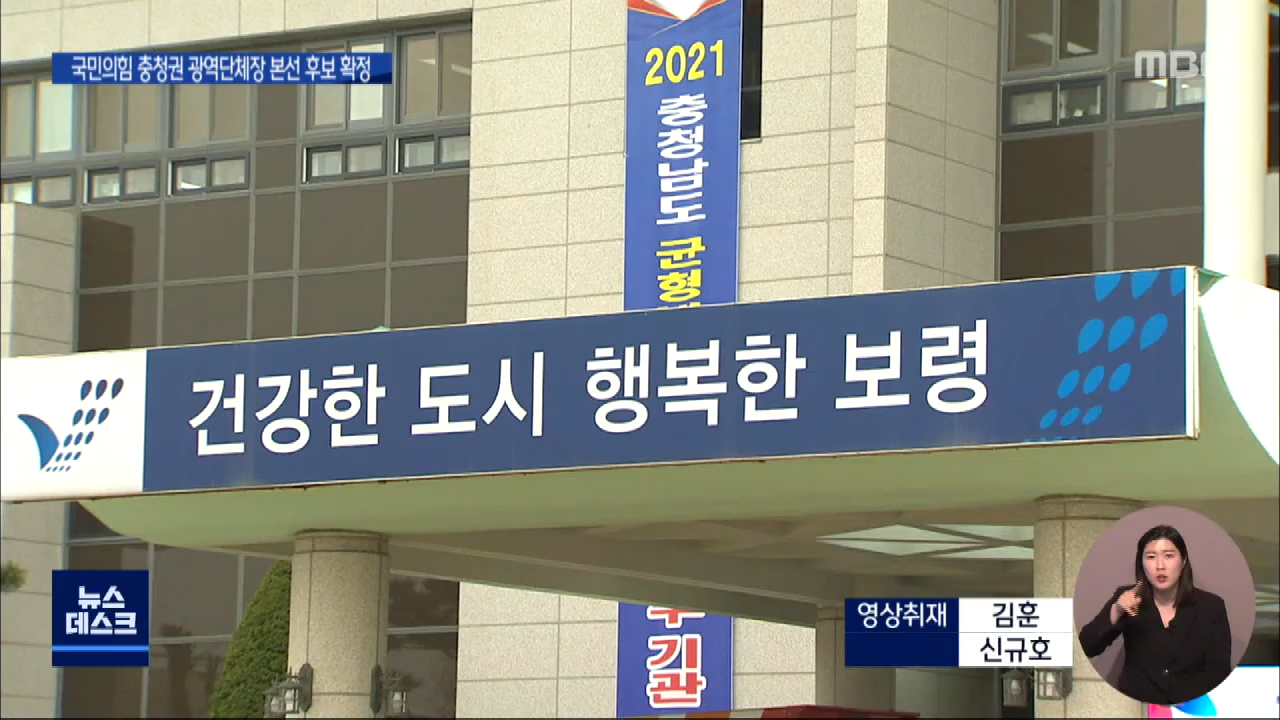 국민의힘 충청권 광역단체장 본선 후보 확정
MBC
2021
충청남도 균형
건강한 도시 행복한 보령
기관
뉴스
데스크
영상취재 김훈
신규호